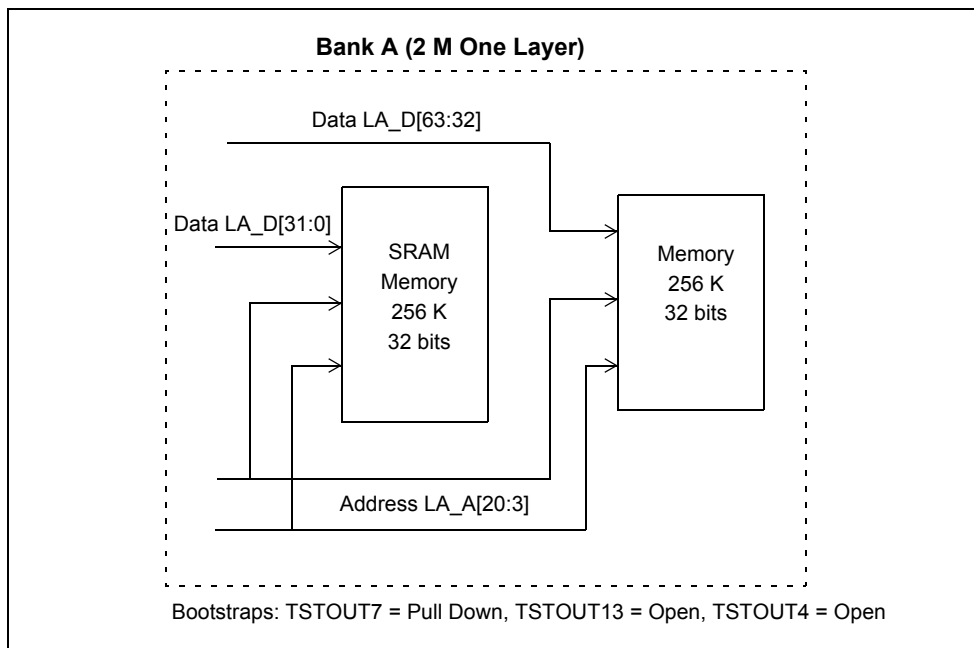 Bank A (2 M One Layer)
Data LA_D[63:32]
Data LA_D[31:0]
SRAM
Memory
256 K
32 bits
Memory
256 K
32 bits
Address LA_A[20:3]
Bootstraps: TSTOUT7 = Pull Down, TSTOUT13 = Open, TSTOUT4 = Open